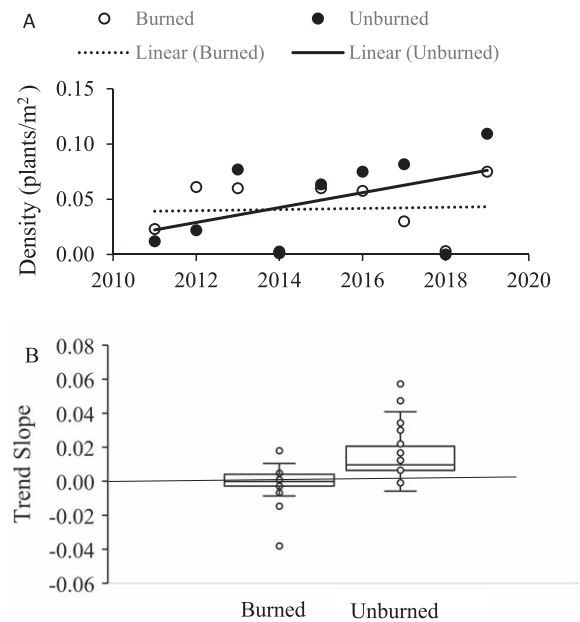 A
Burned Unburned
Linear (Burned) Linear (Unburned)
0.15
0.10
0.05
0.00
Density (plants/m²)
2010 2012 2014 2016 2018 2020
B
0.08
0.06
0.04
0.02
0.00
-0.02
-0.04
-0.06
Trend Slope
Burned Unburned